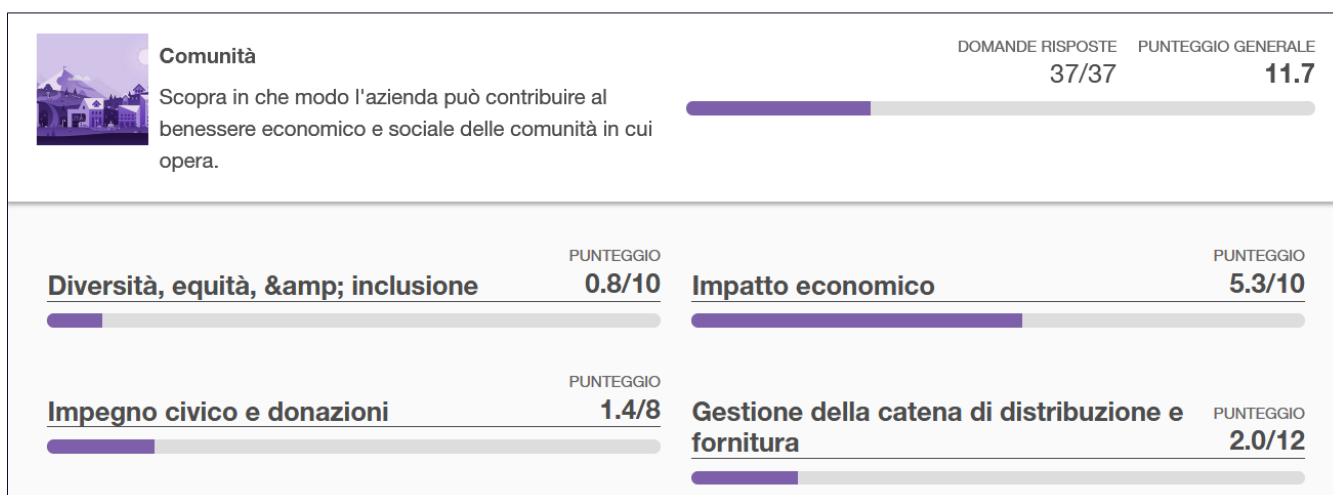 Comunità
Scopra in che modo l'azienda può contribuire al
benessere economico e sociale delle comunità in cui
opera.
DOMANDE RISPOSTE
37/37
PUNTEGGIO GENERALE
11.7
Diversità, equità, &amp; inclusione
PUNTEGGIO
0.8/10
Impatto economico
PUNTEGGIO
5.3/10
Impegno civico e donazioni
PUNTEGGIO
1.4/8
Gestione della catena di distribuzione e
fornitura
PUNTEGGIO
2.0/12